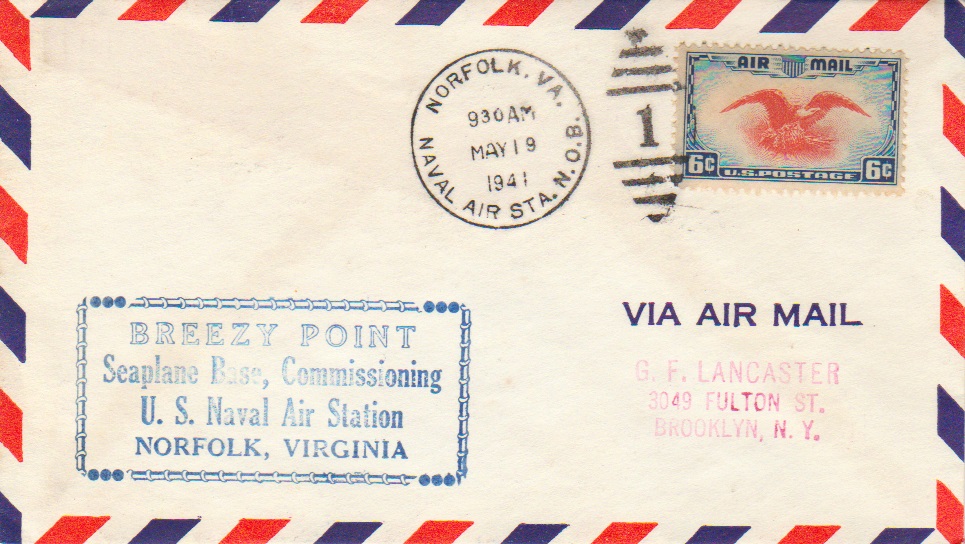 NORFOLK, VA.
930AM
MAY 19
1941
NAVAL AIR STA. N.O.B.
1
AIR MAIL
6¢ U.S. POSTAGE 6¢
BREEZY POINT
Seaplane Base, Commissioning
U. S. Naval Air Station
NORFOLK, VIRGINIA
VIA AIR MAIL
G. F. LANCASTER
3049 FULTON ST.
BROOKLYN, N. Y.